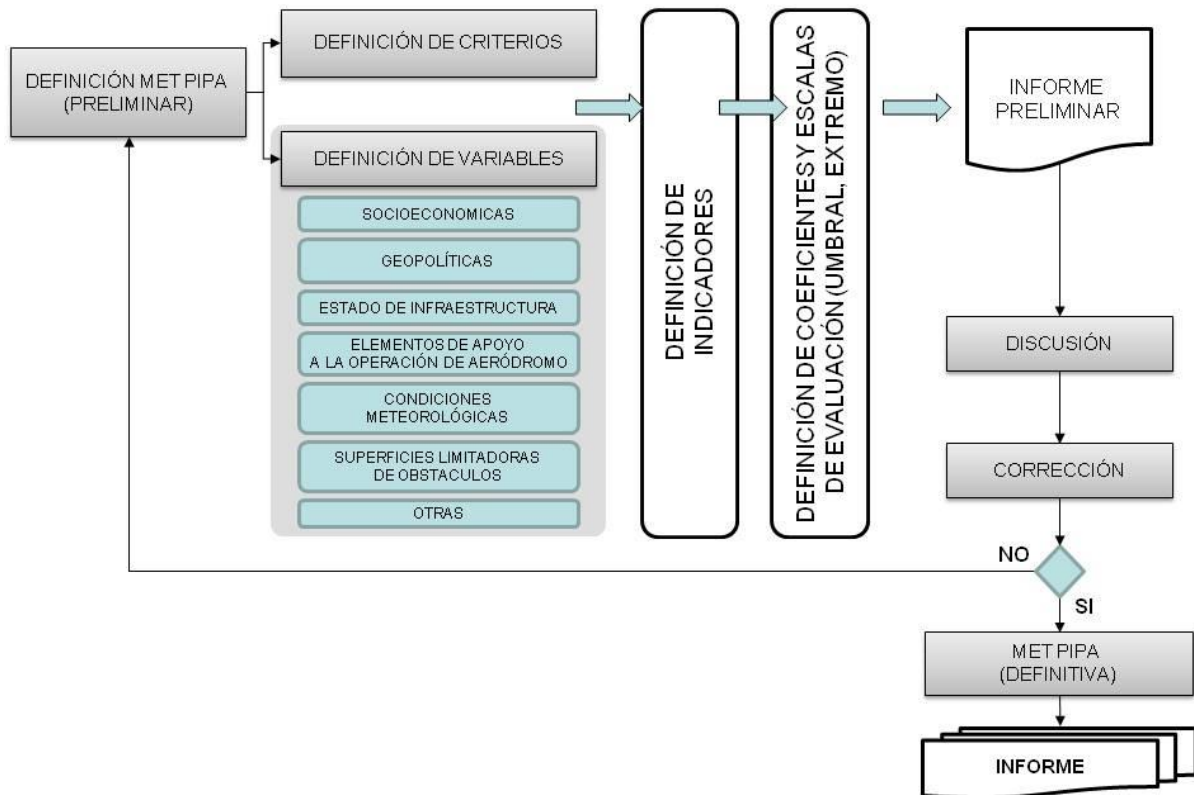 DEFINICIÓN MET PIPA
(PRELIMINAR)
DEFINICIÓN DE CRITERIOS
DEFINICIÓN DE VARIABLES
SOCIOECONOMICAS
GEOPOLÍTICAS
ESTADO DE INFRAESTRUCTURA
ELEMENTOS DE APOYO
A LA OPERACIÓN DE AERÓDROMO
CONDICIONES
METEOROLÓGICAS
SUPERFICIES LIMITADORAS
DE OBSTACULOS
OTRAS
DEFINICIÓN DE
INDICADORES
DEFINICIÓN DE COEFICIENTES Y ESCALAS
DE EVALUACIÓN (UMBRAL, EXTREMO)
INFORME
PRELIMINAR
DISCUSIÓN
CORRECCIÓN
NO
SI
MET PIPA
(DEFINITIVA)
INFORME